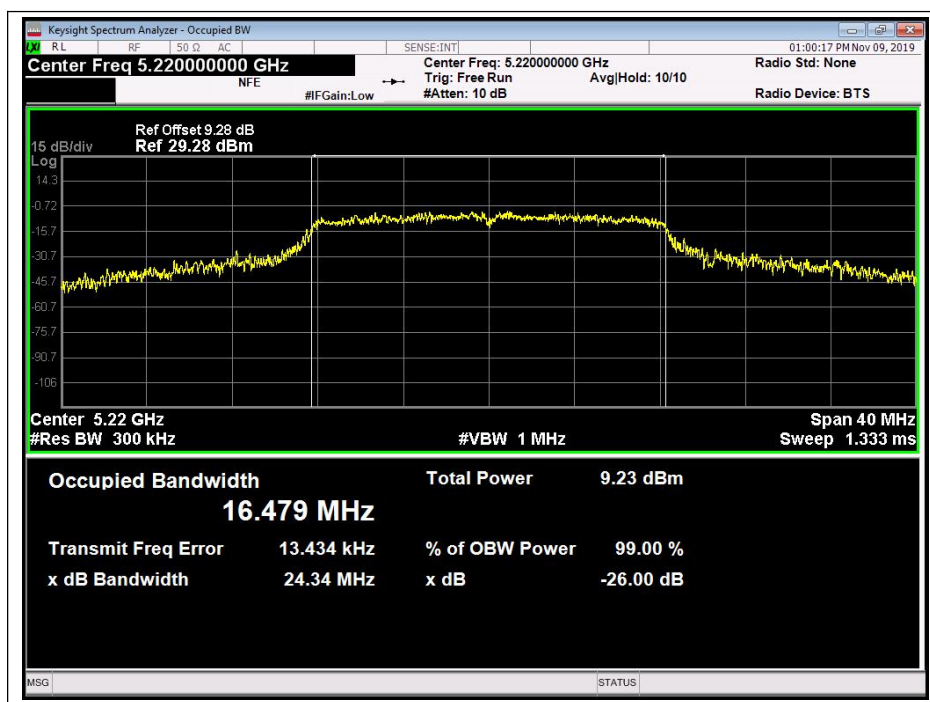 Keysight Spectrum Analyzer - Occupied BW
LXI RL RF 50 Ω AC SENSE:INT 01:00:17 PM Nov 09, 2019
Center Freq 5.220000000 GHz
NFE
#IFGain:Low
Center Freq: 5.220000000 GHz
Trig: Free Run Avg|Hold: 10/10
#Atten: 10 dB
Radio Std: None
Radio Device: BTS
Ref Offset 9.28 dB
15 dB/div Ref 29.28 dBm
Log
14.3
-0.72
-15.7
-30.7
-45.7
-60.7
-75.7
-90.7
-106
Center 5.22 GHz Span 40 MHz
#Res BW 300 kHz #VBW 1 MHz Sweep 1.333 ms
Occupied Bandwidth Total Power 9.23 dBm
16.479 MHz
Transmit Freq Error 13.434 kHz % of OBW Power 99.00 %
x dB Bandwidth 24.34 MHz x dB -26.00 dB
MSG STATUS